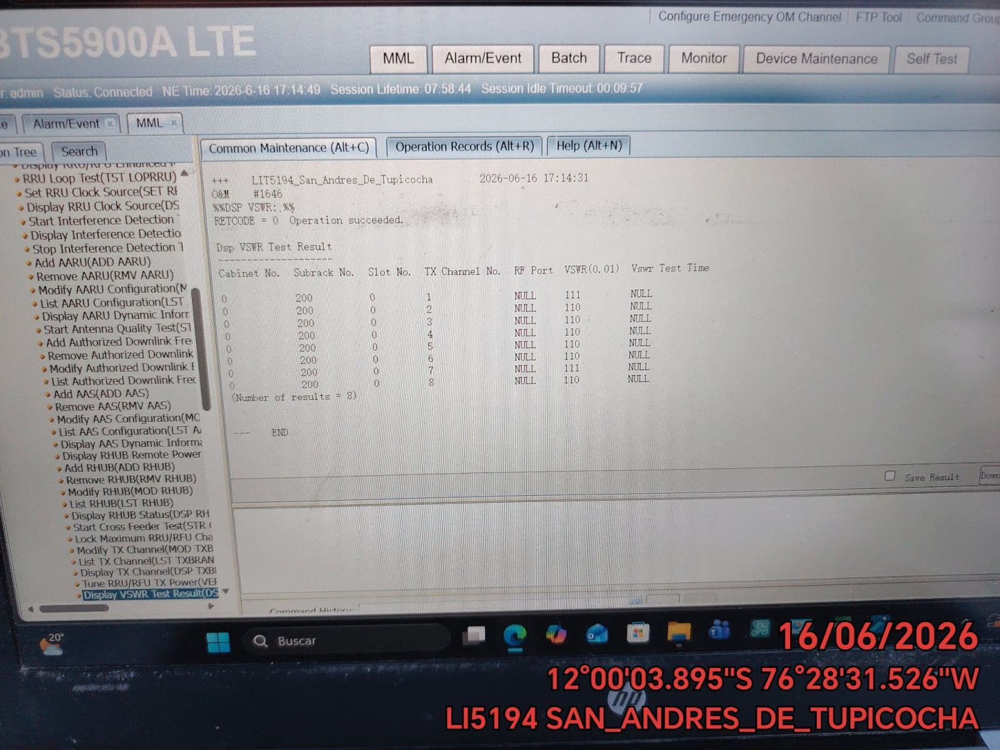 Configure Emergency OM Channel FTP Tool Command Group
BTS5900A LTE
MML Alarm/Event Batch Trace Monitor Device Maintenance Self Test
r: admin Status: Connected NE Time: 2026-6-16 17:14:49 Session Lifetime: 07:58:44 Session Idle Timeout: 00:09:57
Alarm/Event MML
on Tree Search
Common Maintenance (Alt+C) Operation Records (Alt+R) Help (Alt+N)
RRU Loop Test(TST LOPRRU)
Set RRU Clock Source(SET RF
Display RRU Clock Source(DS
Start Interference Detection
Display Interference Detectio
Stop Interference Detection T
Add AARU(ADD AARU)
Remove AARU(RMV AARU)
Modify AARU Configuration(M
List AARU Configuration(LST
Display AARU Dynamic Inform
Start Antenna Quality Test(ST
Add Authorized Downlink Fre
Remove Authorized Downlink
Modify Authorized Downlink F
List Authorized Downlink Frec
Add AAS(ADD AAS)
Remove AAS(RMV AAS)
Modify AAS Configuration(MC
List AAS Configuration(LST A
Display AAS Dynamic Informa
Display RHUB Remote Power
Add RHUB(ADD RHUB)
Remove RHUB(RMV RHUB)
Modify RHUB(MOD RHUB)
List RHUB(LST RHUB)
Display RHUB Status(DSP RH
Start Cross Feeder Test(STR
Lock Maximum RRU/RFU Cha
Modify TX Channel(MOD TXB
List TX Channel(LST TXBRAN
Display TX Channel(DSP TXB
Tune RRU/RFU TX Power(VER
Display VSWR Test Result(DS
+++ LIT5194_San_Andres_De_Tupicocha 2026-06-16 17:14:31
O&M #1646
%%DSP VSWR:;%%
RETCODE = 0 Operation succeeded.
Dsp VSWR Test Result
--------------------
Cabinet No. Subrack No. Slot No. TX Channel No. RF Port VSWR(0.01) Vswr Test Time
0 200 0 1 NULL 111 NULL
0 200 0 2 NULL 110 NULL
0 200 0 3 NULL 110 NULL
0 200 0 4 NULL 110 NULL
0 200 0 5 NULL 110 NULL
0 200 0 6 NULL 110 NULL
0 200 0 7 NULL 111 NULL
0 200 0 8 NULL 110 NULL
(Number of results = 8)
--- END
Save Result Down
Command History:
20°
Buscar
hp
16/06/2026
12°00'03.895"S 76°28'31.526"W
LI5194 SAN_ANDRES_DE_TUPICOCHA